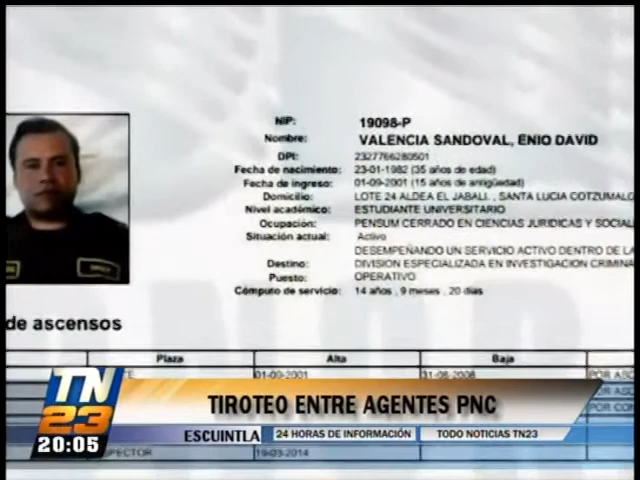 NIP: 19098-P
Nombre: VALENCIA SANDOVAL, ENIO DAVID
DPI: 2327766280501
Fecha de nacimiento: 23-01-1982 (35 años de edad)
Fecha de ingreso: 01-09-2001 (15 años de antigüedad)
Domicilio: LOTE 24 ALDEA EL JABALI. , SANTA LUCIA COTZUMALG
Nivel académico: ESTUDIANTE UNIVERSITARIO
Ocupación: PENSUM CERRADO EN CIENCIAS JURIDICAS Y SOCIAL
Situación actual: Activo
DESEMPEÑANDO UN SERVICIO ACTIVO DENTRO DE LA
Destino: DIVISION ESPECIALIZADA EN INVESTIGACION CRIMINA
Puesto: OPERATIVO
Cómputo de servicio: 14 años , 9 meses , 20 dias
de ascensos
Plaza Alta Baja
TE 01-09-2001 31-08-2008 POR ASC
TN
23
20:05
TIROTEO ENTRE AGENTES PNC
ESCUINTLA 24 HORAS DE INFORMACIÓN TODO NOTICIAS TN23
SPECTOR 19-03-2014